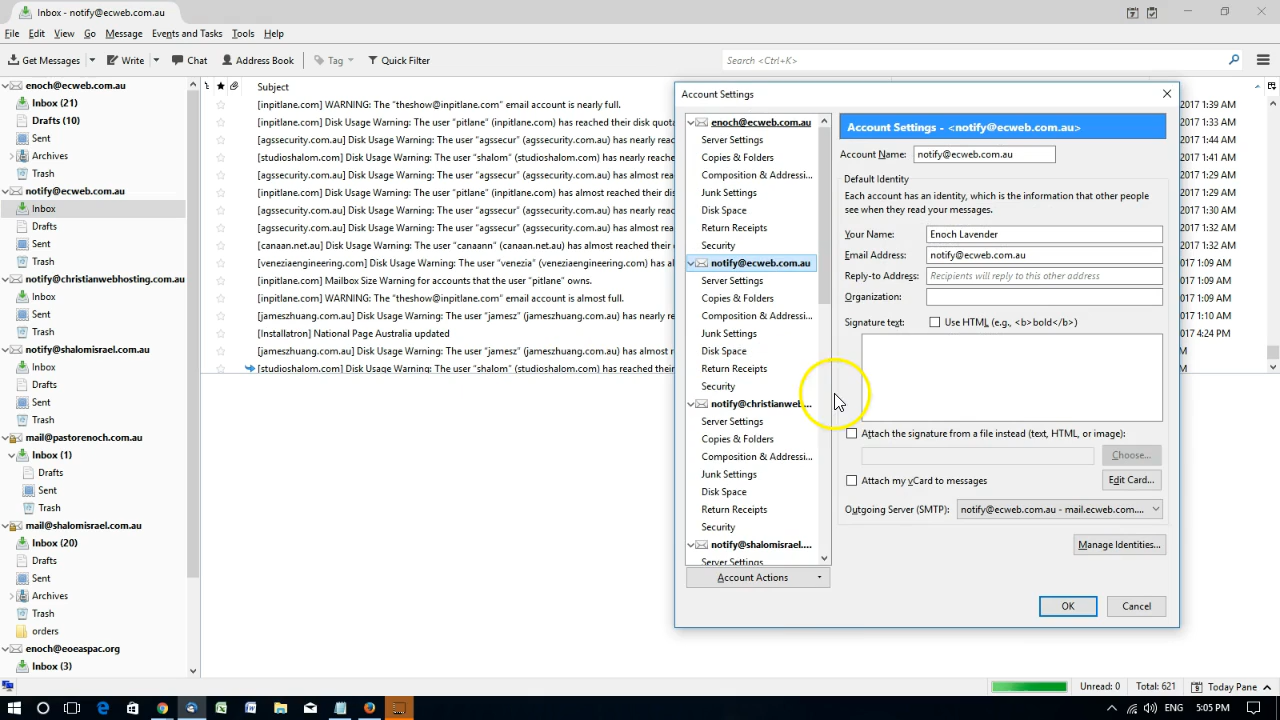 Inbox - notify@ecweb.com.au
File Edit View Go Message Events and Tasks Tools Help
Get Messages Write Chat Address Book Tag Quick Filter Search <Ctrl+K>
enoch@ecweb.com.au
Inbox (21)
Drafts (10)
Sent
Archives
Trash
notify@ecweb.com.au
Inbox
Drafts
Sent
Trash
notify@christianwebhosting.com.au
Inbox
Sent
Trash
notify@shalomisrael.com.au
Inbox
Drafts
Sent
Trash
mail@pastorenoch.com.au
Inbox (1)
Drafts
Sent
Trash
mail@shalomisrael.com.au
Inbox (20)
Drafts
Sent
Archives
Trash
orders
enoch@eoeaspac.org
Inbox (3)
Subject
[inpitlane.com] WARNING: The "theshow@inpitlane.com" email account is nearly full.
[inpitlane.com] Disk Usage Warning: The user "pitlane" (inpitlane.com) has reached their disk quota
[agssecurity.com.au] Disk Usage Warning: The user "agssecur" (agssecurity.com.au) has nearly reache
[studioshalom.com] Disk Usage Warning: The user "shalom" (studioshalom.com) has nearly reached
[inpitlane.com] Disk Usage Warning: The user "pitlane" (inpitlane.com) has almost reached their dis
[inpitlane.com] Disk Usage Warning: The user "pitlane" (inpitlane.com) has nearly reached their disk
[agssecurity.com.au] Disk Usage Warning: The user "agssecur" (agssecurity.com.au) has nearly reache
[agssecurity.com.au] Disk Usage Warning: The user "agssecur" (agssecurity.com.au) has almost reach
[canaan.net.au] Disk Usage Warning: The user "canaann" (canaan.net.au) has almost reached their
[veneziaengineering.com] Disk Usage Warning: The user "venezia" (veneziaengineering.com) has al
[inpitlane.com] Mailbox Size Warning for accounts that the user "pitlane" owns.
[inpitlane.com] WARNING: The "theshow@inpitlane.com" email account is almost full.
[jameszhuang.com] Disk Usage Warning: The user "jamesz" (jameszhuang.com) has nearly reached
[Installatron] National Page Australia updated
[jameszhuang.com] Disk Usage Warning: The user "jamesz" (jameszhuang.com) has almost reached
[studioshalom.com] Disk Usage Warning: The user "shalom" (studioshalom.com) has nearly reached their
2017 1:39 AM
2017 1:38 AM
2017 1:44 AM
2017 1:41 AM
2017 1:29 AM
2017 1:29 AM
2017 1:30 AM
2017 1:32 AM
2017 1:32 AM
2017 1:09 AM
2017 1:09 AM
2017 1:09 AM
2017 1:10 AM
2017 4:24 PM
M
M
Account Settings
enoch@ecweb.com.au
Server Settings
Copies & Folders
Composition & Addressi...
Junk Settings
Disk Space
Return Receipts
Security
notify@ecweb.com.au
Server Settings
Copies & Folders
Composition & Addressi...
Junk Settings
Disk Space
Return Receipts
Security
notify@christianweb...
Server Settings
Copies & Folders
Composition & Addressi...
Junk Settings
Disk Space
Return Receipts
Security
notify@shalomisrael....
Server Settings
Account Actions
Account Settings - <notify@ecweb.com.au>
Account Name: notify@ecweb.com.au
Default Identity
Each account has an identity, which is the information that other people
see when they read your messages.
Your Name: Enoch Lavender
Email Address: notify@ecweb.com.au
Reply-to Address: Recipients will reply to this other address
Organization:
Signature text: Use HTML (e.g., <b>bold</b>)
Attach the signature from a file instead (text, HTML, or image):
Choose...
Attach my vCard to messages Edit Card...
Outgoing Server (SMTP): notify@ecweb.com.au - mail.ecweb.com....
Manage Identities...
OK Cancel
Unread: 0 Total: 621 Today Pane
ENG 5:05 PM